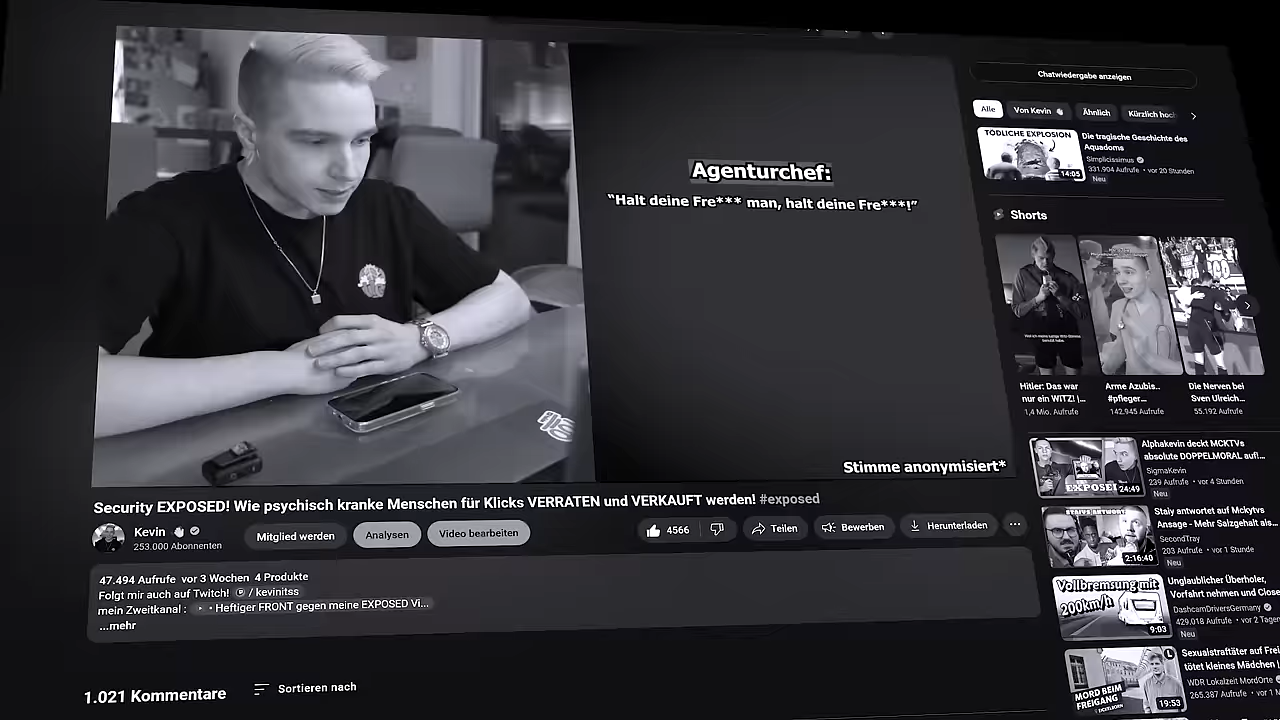 Agenturchef:
"Halt deine Fre*** man, halt deine Fre***!"
Stimme anonymisiert*
Security EXPOSED! Wie psychisch kranke Menschen für Klicks VERRATEN und VERKAUFT werden! #exposed
Kevin
253.000 Abonnenten
Mitglied werden
Analysen
Video bearbeiten
4566
Teilen
Bewerben
Herunterladen
47.494 Aufrufe vor 3 Wochen 4 Produkte
Folgt mir auch auf Twitch! / kevinitss
mein Zweitkanal : • Heftiger FRONT gegen meine EXPOSED Vi...
...mehr
1.021 Kommentare
Sortieren nach
Chatwiedergabe anzeigen
Alle
Von Kevin
Ähnlich
Kürzlich hoc
TÖDLICHE EXPLOSION
14:05
Die tragische Geschichte des
Aquadoms
Simplicissimus
331.904 Aufrufe • vor 20 Stunden
Neu
Shorts
Hitler: Das war
nur ein WITZ! |...
1,4 Mio. Aufrufe
Arme Azubis..
#pfleger...
142.945 Aufrufe
Die Nerven bei
Sven Ulreich...
55.192 Aufrufe
EXPOSED
24:49
Alphakevin deckt MCKTVs
absolute DOPPELMORAL auf!...
SigmaKevin
239 Aufrufe • vor 4 Stunden
Neu
STAIYS ANTWORT
2:16:40
Staiy antwortet auf Mckytvs
Ansage - Mehr Salzgehalt als...
SecondTray
203 Aufrufe • vor 1 Stunde
Neu
Vollbremsung mit
200km/h
9:03
Unglaublicher Überholer,
Vorfahrt nehmen und Close
DashcamDriversGermany
429.018 Aufrufe • vor 2 Tagen
Neu
MORD BEIM
FREIGANG
19:53
Sexualstraftäter auf Frei
tötet kleines Mädchen |
WDR Lokalzeit MordOrte
265.387 Aufrufe • vor 1